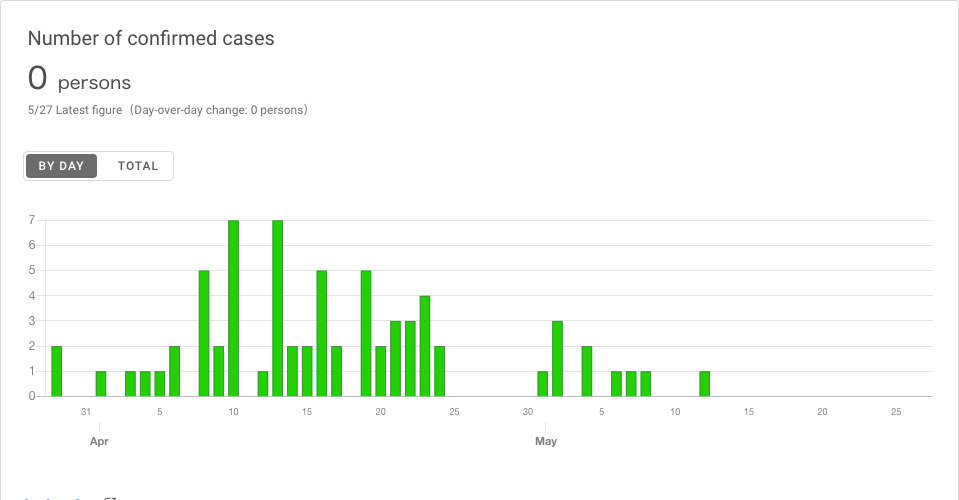 Number of confirmed cases
0 persons
5/27 Latest figure (Day-over-day change: 0 persons)
BY DAY TOTAL
7
6
5
4
3
2
1
0
31 5 10 15 20 25 30 5 10 15 20 25
Apr May